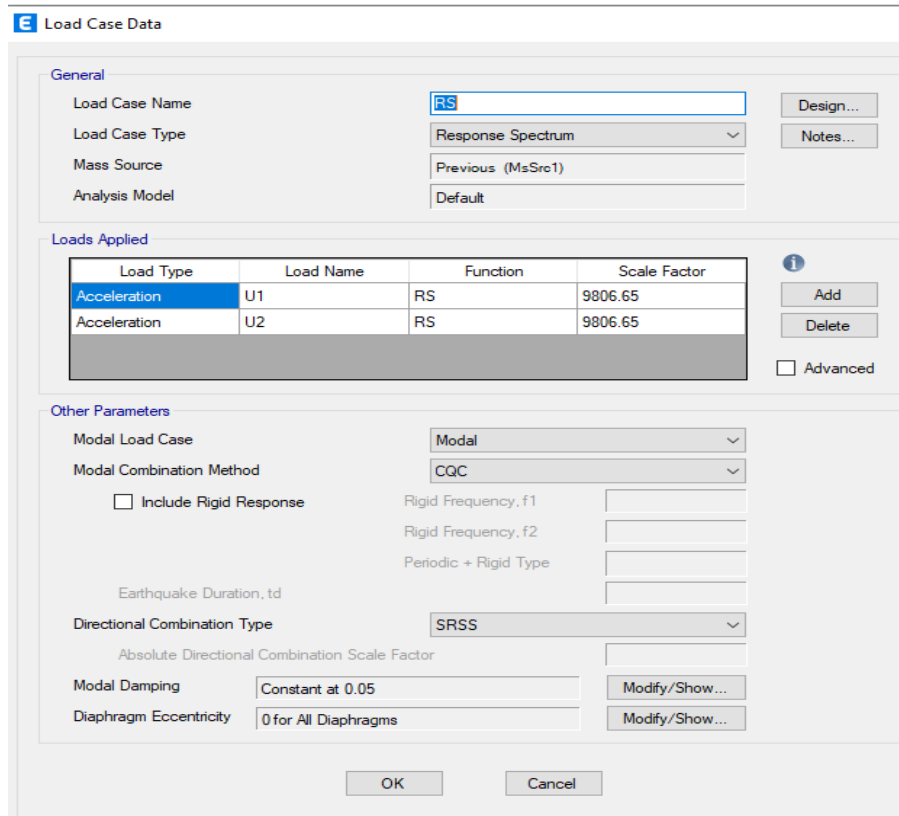 E Load Case Data
General
Load Case Name RS Design...
Load Case Type Response Spectrum Notes...
Mass Source Previous (MsSrc1)
Analysis Model Default
Loads Applied
Load Type Load Name Function Scale Factor
Acceleration U1 RS 9806.65 Add
Acceleration U2 RS 9806.65 Delete
Advanced
Other Parameters
Modal Load Case Modal
Modal Combination Method CQC
Include Rigid Response Rigid Frequency, f1
Rigid Frequency, f2
Periodic + Rigid Type
Earthquake Duration, td
Directional Combination Type SRSS
Absolute Directional Combination Scale Factor
Modal Damping Constant at 0.05 Modify/Show...
Diaphragm Eccentricity 0 for All Diaphragms Modify/Show...
OK Cancel